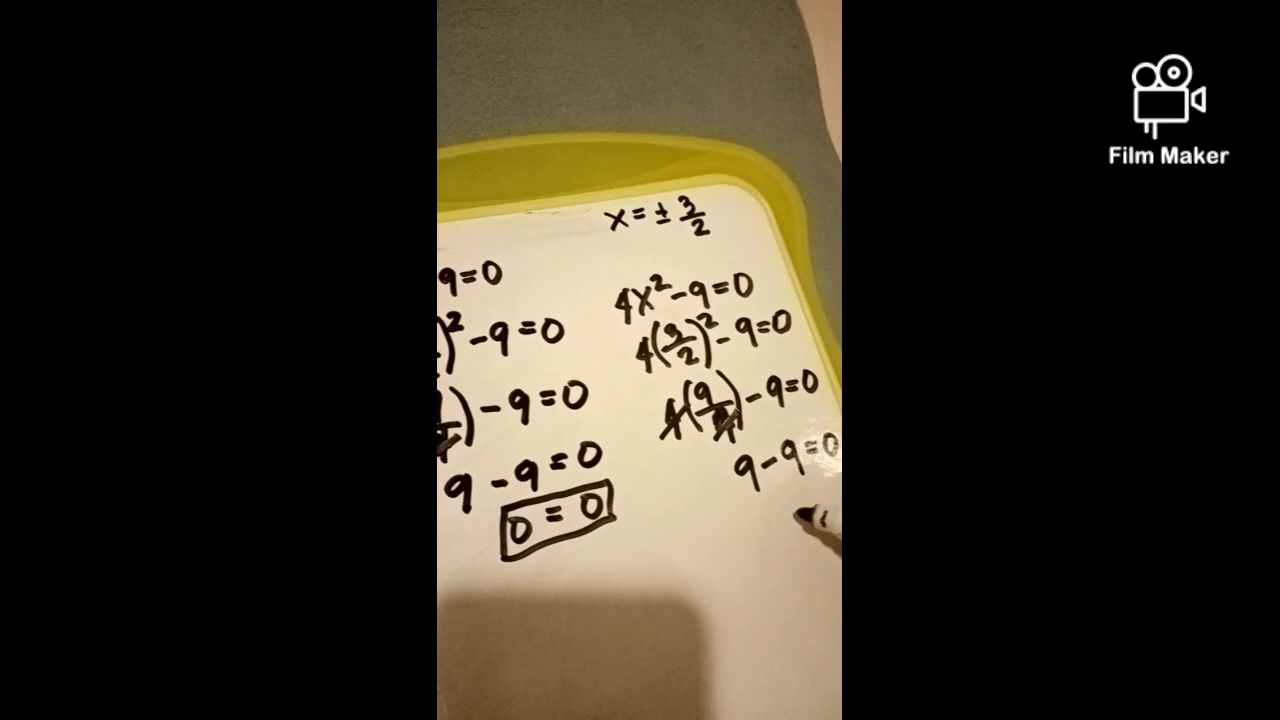 x = ± 3/2
9 = 0
)² - 9 = 0
) - 9 = 0
9 - 9 = 0
0 = 0
4x² - 9 = 0
4(3/2)² - 9 = 0
4(9/4) - 9 = 0
9 - 9 = 0
Film Maker